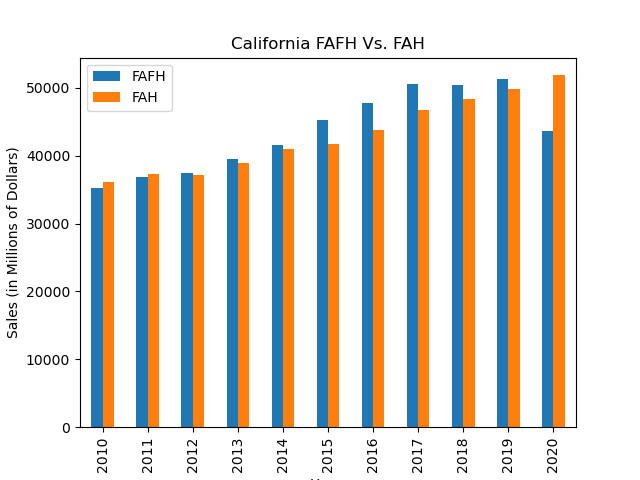 California FAFH Vs. FAH
FAFH
FAH
Sales (in Millions of Dollars)
50000
40000
30000
20000
10000
0
2010 2011 2012 2013 2014 2015 2016 2017 2018 2019 2020